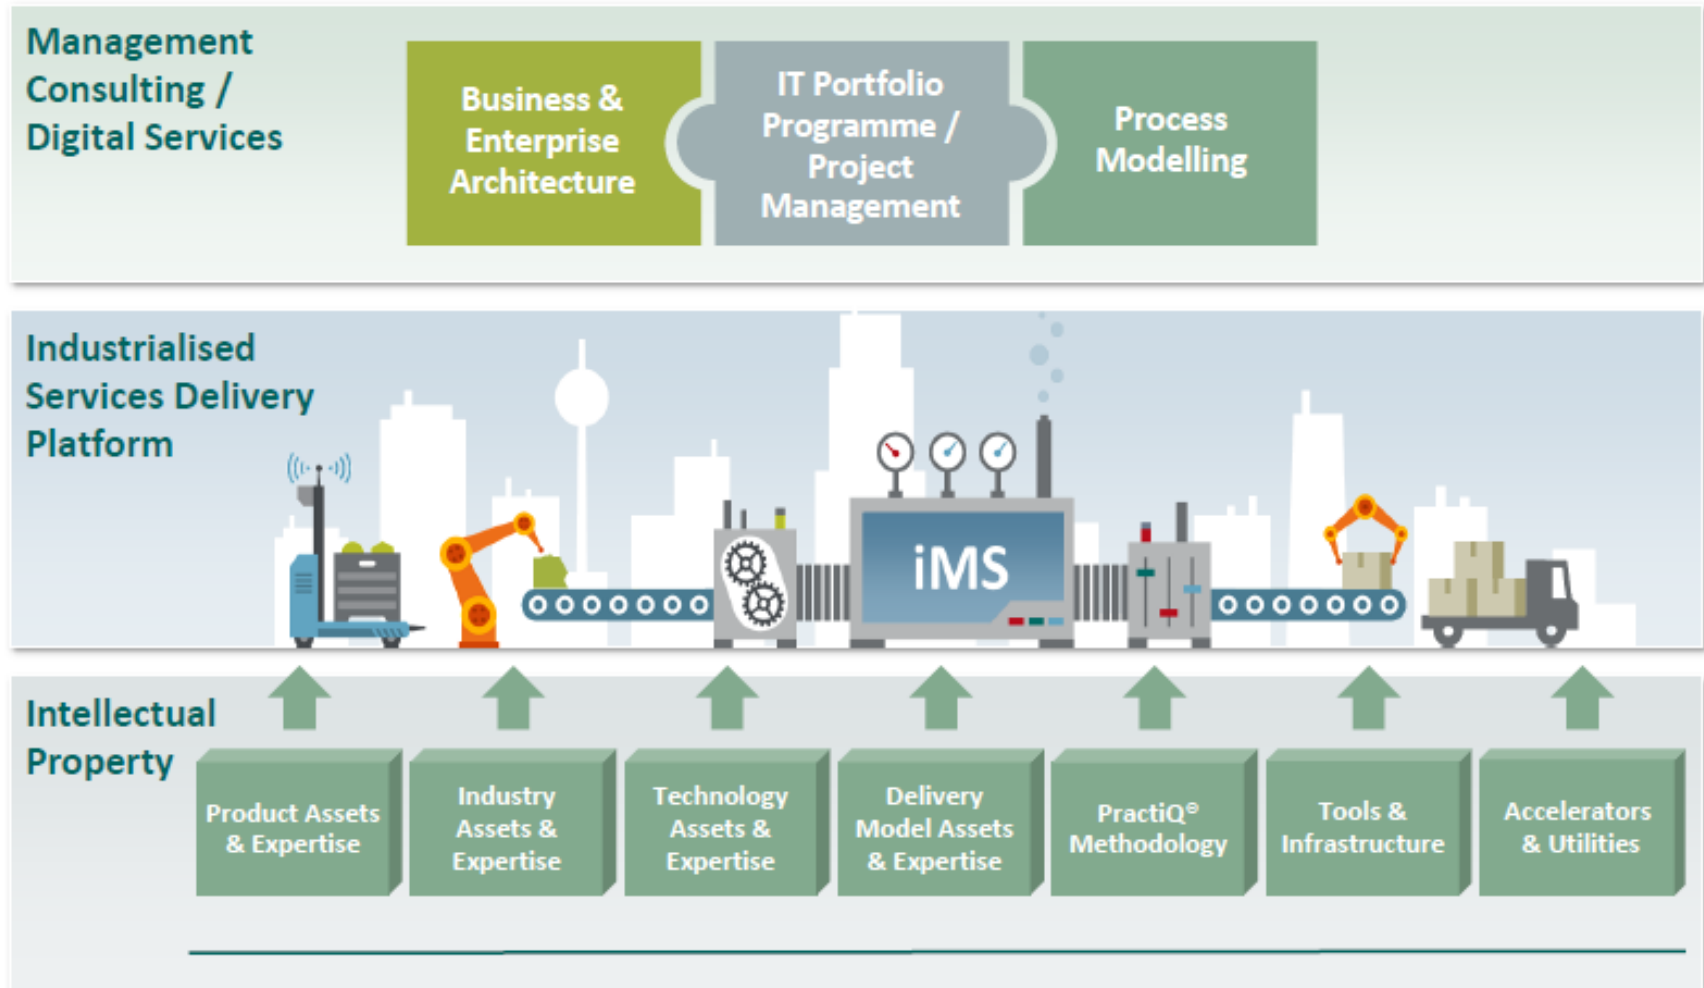 Management
Consulting /
Digital Services
Business &
Enterprise
Architecture
IT Portfolio
Programme /
Project
Management
Process
Modelling
Industrialised
Services Delivery
Platform
iMS
Intellectual
Property
Product Assets
& Expertise
Industry
Assets &
Expertise
Technology
Assets &
Expertise
Delivery
Model Assets
& Expertise
PractiQ®
Methodology
Tools &
Infrastructure
Accelerators
& Utilities